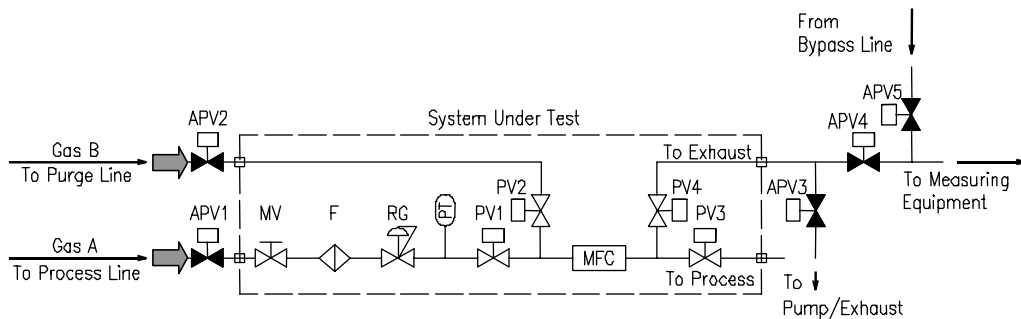 From
Bypass Line
APV5
APV2
System Under Test
APV4
Gas B
To Purge Line
To Exhaust
To Measuring
Equipment
PV2
PV4
APV3
APV1
MV
F
RG
PT
PV1
PV3
Gas A
To Process Line
MFC
To Process
To
Pump/Exhaust